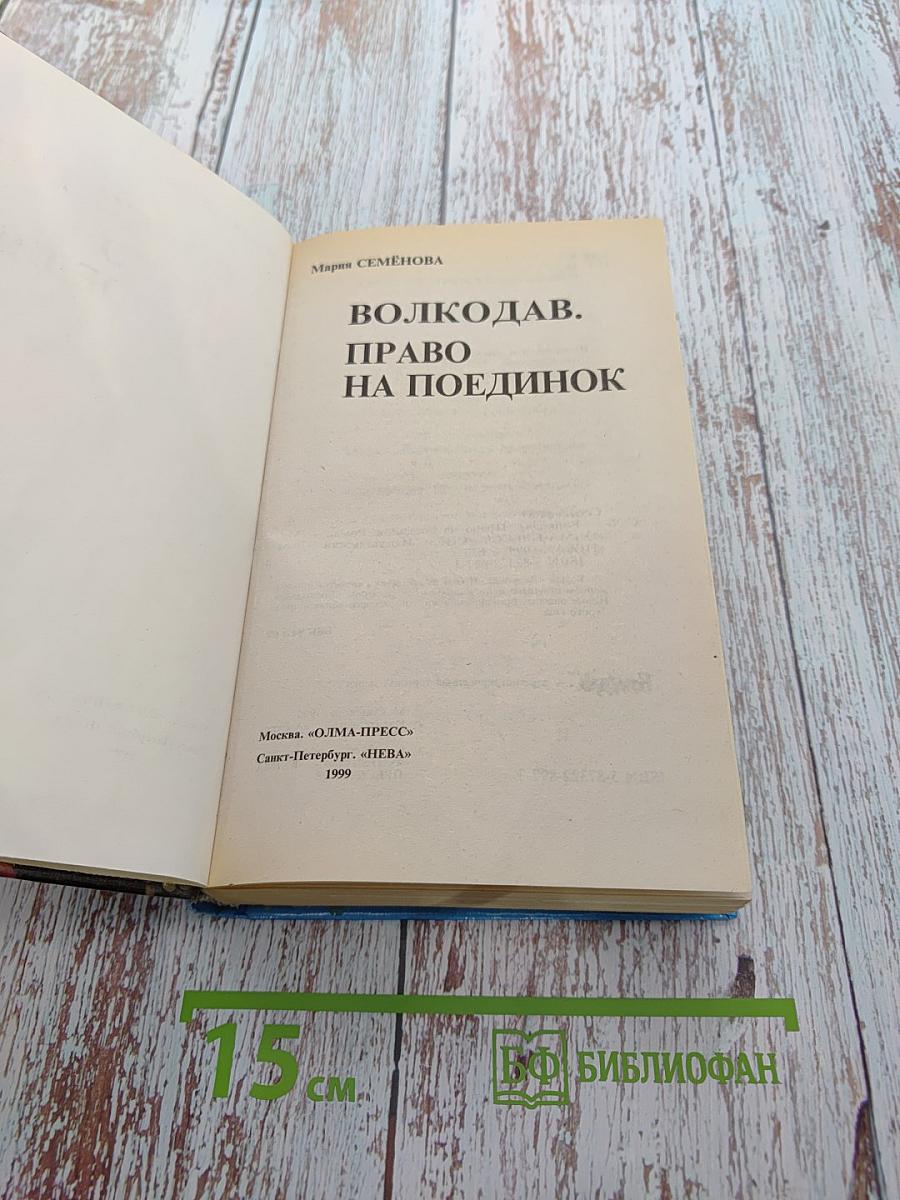 Мария СЕМЁНОВА
ВОЛКОДАВ.
ПРАВО
НА ПОЕДИНОК
Москва. «ОЛМА-ПРЕСС»
Санкт-Петербург. «НЕВА»
1999
15 см
БФ БИБЛИОФАН